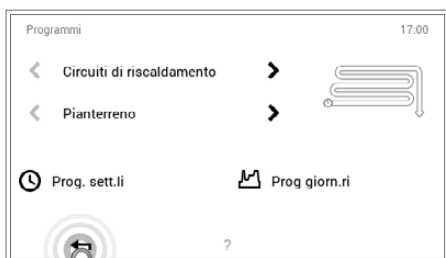 Programmi 17:00
Circuiti di riscaldamento
Pianterreno
Prog. sett.li Prog giorn.ri
?